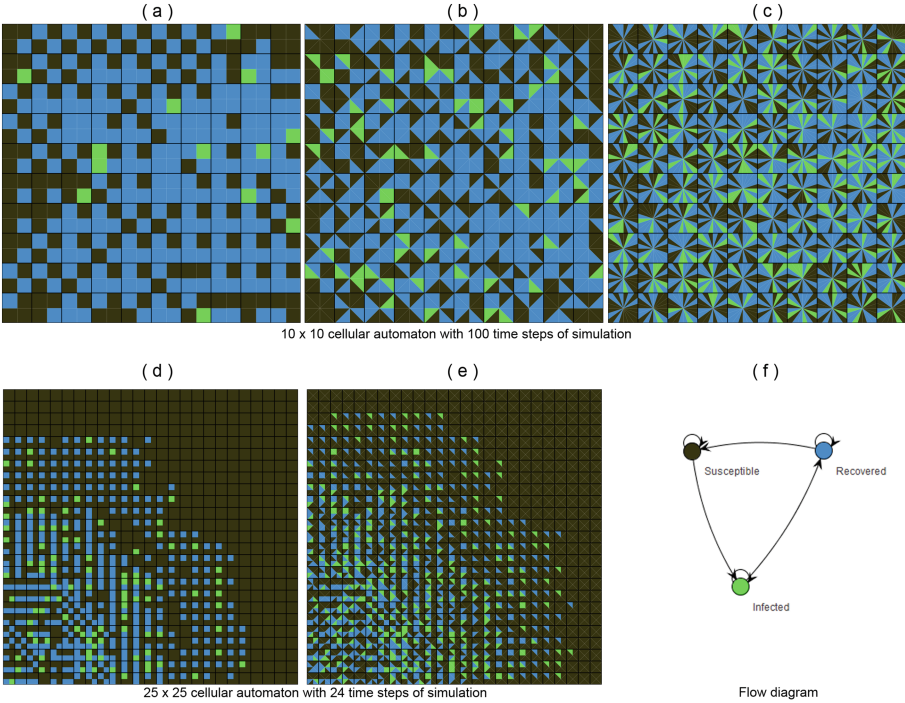 ( a )
( b )
( c )
10 x 10 cellular automaton with 100 time steps of simulation
( d )
( e )
( f )
Susceptible
Recovered
Infected
25 x 25 cellular automaton with 24 time steps of simulation
Flow diagram